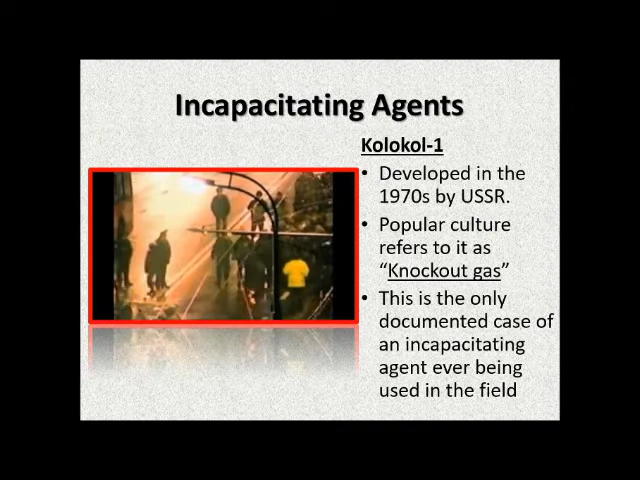 Incapacitating Agents
Kolokol-1
• Developed in the
1970s by USSR.
• Popular culture
refers to it as
“Knockout gas”
• This is the only
documented case of
an incapacitating
agent ever being
used in the field